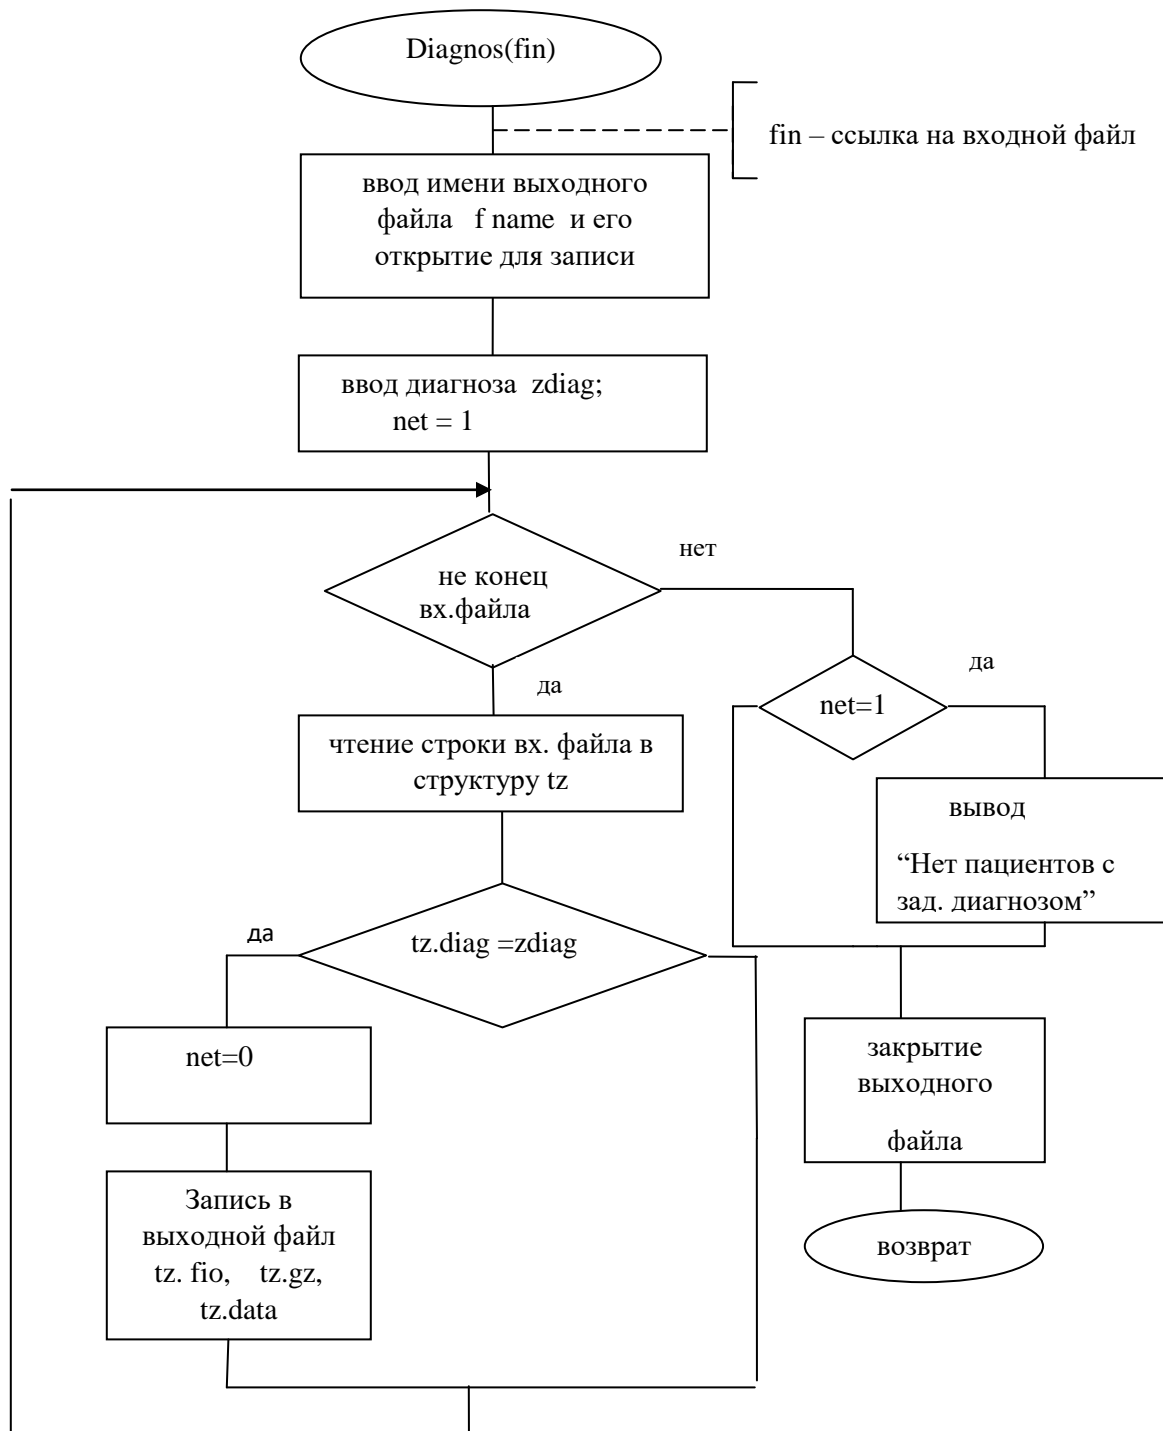 Diagnos(fin)
fin – ссылка на входной файл
ввод имени выходного
файла f name и его
открытие для записи
ввод диагноза zdiag;
net = 1
не конец
вх.файла
нет
да
net=1
да
чтение строки вх. файла в
структуру tz
вывод
“Нет пациентов с
зад. диагнозом”
tz.diag =zdiag
да
net=0
закрытие
выходного
файла
Запись в
выходной файл
tz. fio, tz.gz,
tz.data
возврат